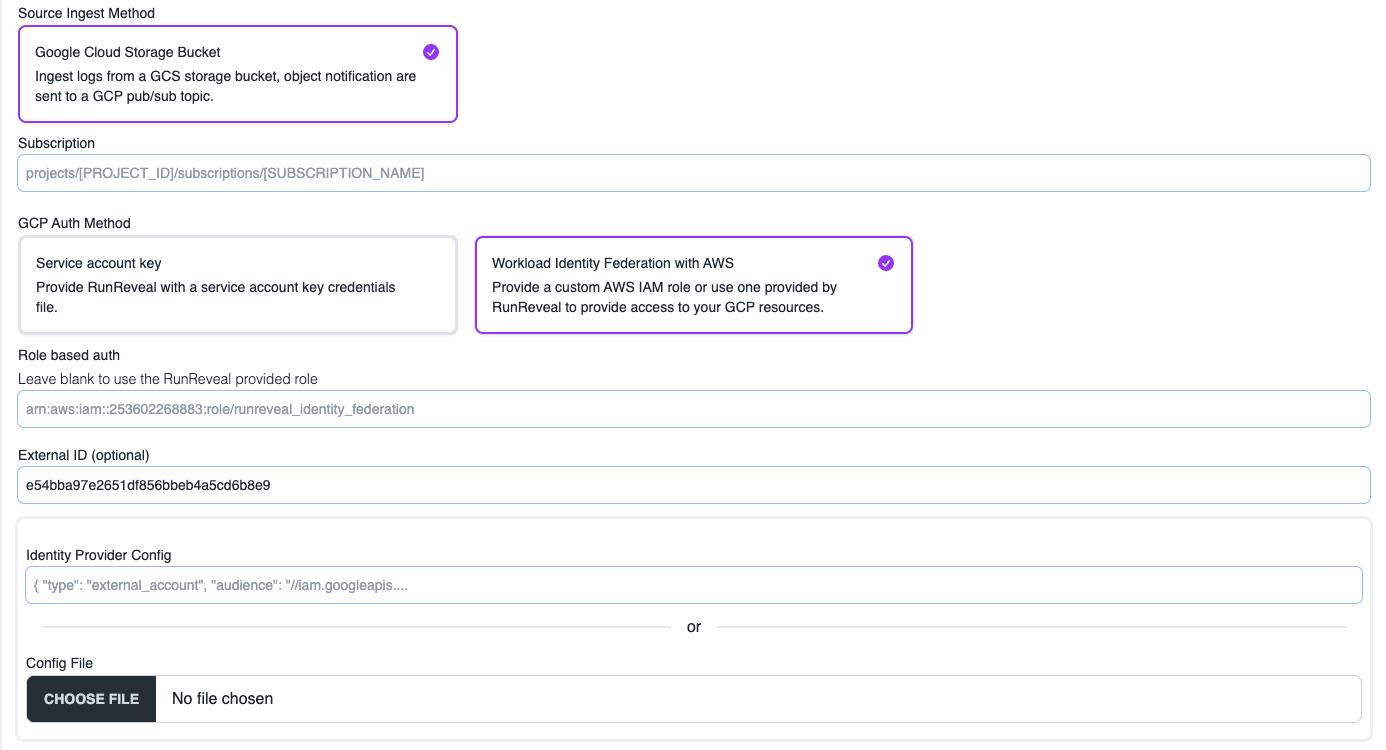 Source Ingest Method
Google Cloud Storage Bucket
Ingest logs from a GCS storage bucket, object notification are
sent to a GCP pub/sub topic.
Subscription
projects/[PROJECT_ID]/subscriptions/[SUBSCRIPTION_NAME]
GCP Auth Method
Service account key
Provide RunReveal with a service account key credentials
file.
Workload Identity Federation with AWS
Provide a custom AWS IAM role or use one provided by
RunReveal to provide access to your GCP resources.
Role based auth
Leave blank to use the RunReveal provided role
arn:aws:iam::253602268883:role/runreveal_identity_federation
External ID (optional)
e54bba97e2651df856bbeb4a5cd6b8e9
Identity Provider Config
{ "type": "external_account", "audience": "//iam.googleapis....
or
Config File
CHOOSE FILE No file chosen